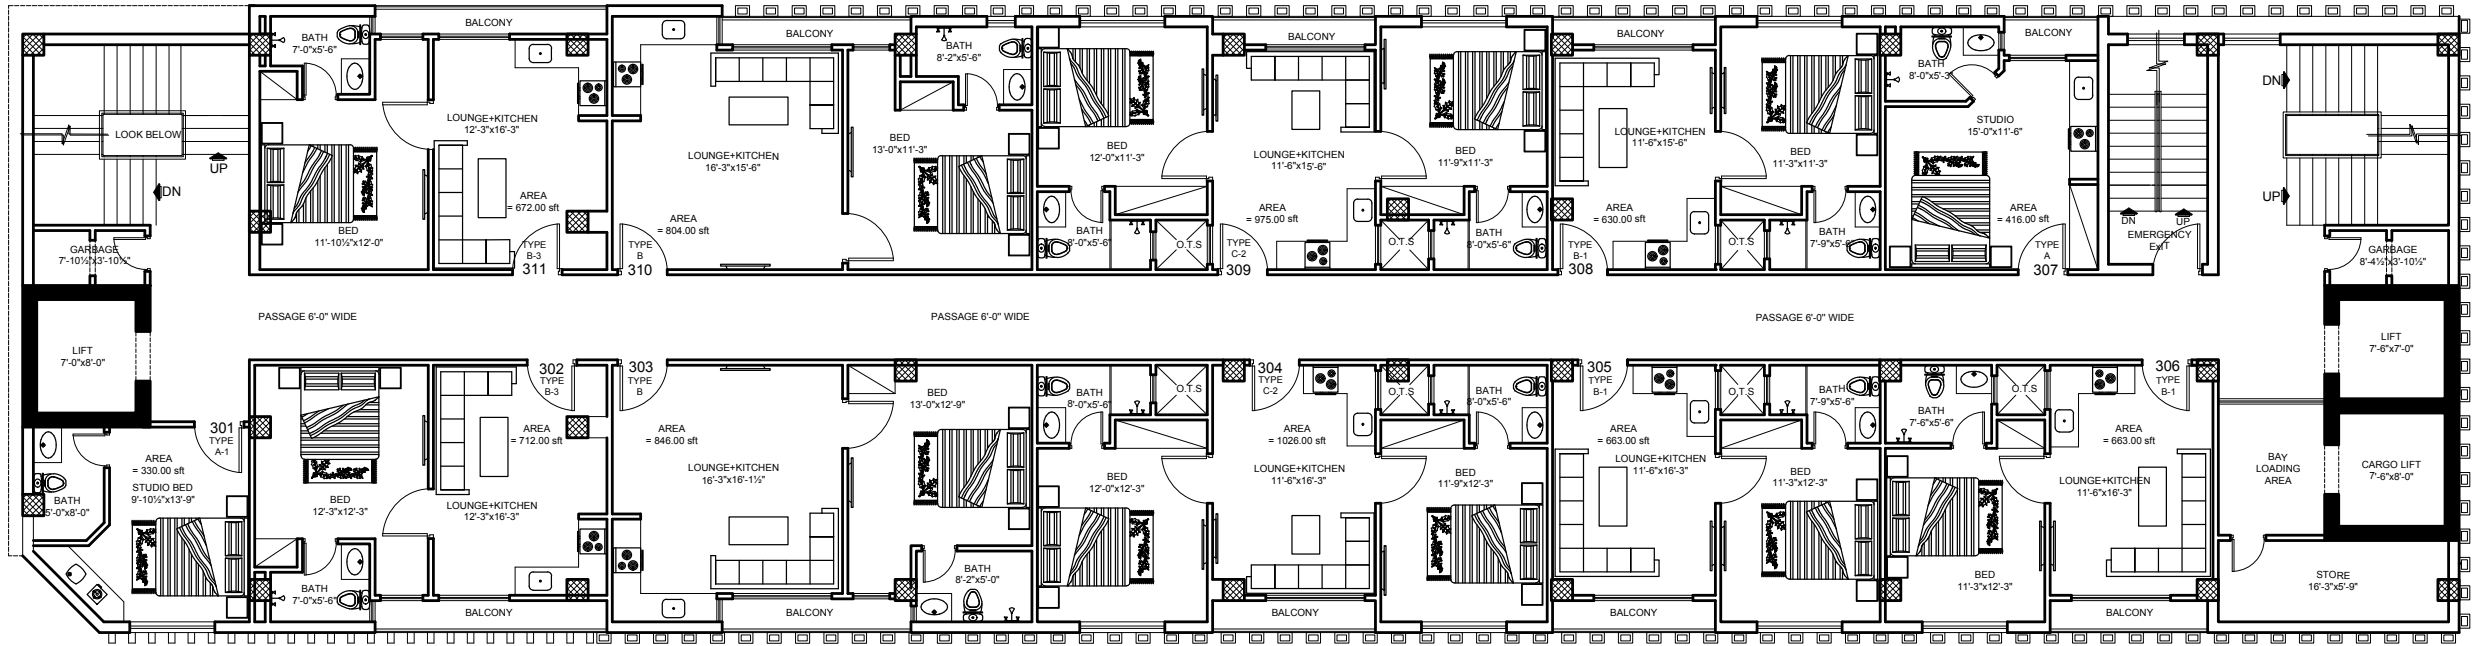 BALCONY
BATH
7'-0"x5'-6"
LOUNGE+KITCHEN
12'-3"x16'-3"
AREA
= 672.00 sft
BED
11'-10½"x12'-0"
TYPE
B-3
311
LOOK BELOW
UP
DN
GARBAGE
7'-10½"x3'-10½"
LIFT
7'-0"x8'-0"
BALCONY
LOUNGE+KITCHEN
16'-3"x15'-6"
AREA
= 804.00 sft
TYPE
B
310
BATH
8'-2"x5'-6"
BED
13'-0"x11'-3"
BED
12'-0"x11'-3"
BATH
8'-0"x5'-6"
O.T.S
BALCONY
LOUNGE+KITCHEN
11'-6"x15'-6"
AREA
= 975.00 sft
TYPE
C-2
309
BED
11'-9"x11'-3"
O.T.S
BATH
8'-0"x5'-6"
BALCONY
LOUNGE+KITCHEN
11'-6"x15'-6"
AREA
= 630.00 sft
TYPE
B-1
308
BED
11'-3"x11'-3"
O.T.S
BATH
7'-9"x5'-6"
BALCONY
BATH
8'-0"x5'-3"
STUDIO
15'-0"x11'-6"
AREA
= 416.00 sft
TYPE
A
307
DN
UP
EMERGENCY
EXIT
DN
UP
GARBAGE
8'-4½"x3'-10½"
LIFT
7'-6"x7'-0"
PASSAGE 6'-0" WIDE
PASSAGE 6'-0" WIDE
PASSAGE 6'-0" WIDE
301
TYPE
A-1
AREA
= 330.00 sft
STUDIO BED
9'-10½"x13'-9"
BATH
5'-0"x8'-0"
302
TYPE
B-3
AREA
= 712.00 sft
BED
12'-3"x12'-3"
LOUNGE+KITCHEN
12'-3"x16'-3"
BATH
7'-0"x5'-6"
BALCONY
303
TYPE
B
AREA
= 846.00 sft
LOUNGE+KITCHEN
16'-3"x16'-1½"
BED
13'-0"x12'-9"
BATH
8'-2"x5'-0"
BALCONY
BATH
8'-0"x5'-6"
O.T.S
BED
12'-0"x12'-3"
304
TYPE
C-2
AREA
= 1026.00 sft
LOUNGE+KITCHEN
11'-6"x16'-3"
BALCONY
O.T.S
BATH
8'-0"x5'-6"
BED
11'-9"x12'-3"
305
TYPE
B-1
AREA
= 663.00 sft
LOUNGE+KITCHEN
11'-6"x16'-3"
BALCONY
O.T.S
BATH
7'-9"x5'-6"
BED
11'-3"x12'-3"
BATH
7'-6"x5'-6"
O.T.S
BED
11'-3"x12'-3"
306
TYPE
B-1
AREA
= 663.00 sft
LOUNGE+KITCHEN
11'-6"x16'-3"
BALCONY
BAY
LOADING
AREA
CARGO LIFT
7'-6"x8'-0"
STORE
16'-3"x5'-9"